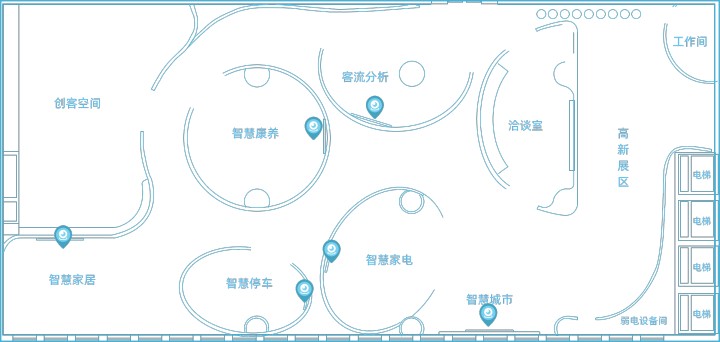 工作间
客流分析
创客空间
智慧康养
洽谈室
高
新
展
区
电梯
电梯
智慧家电
电梯
智慧家居
智慧停车
智慧城市
电梯
弱电设备间